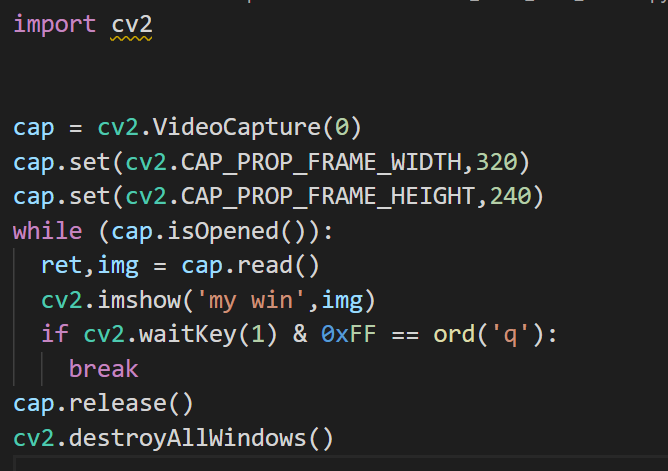 import cv2
cap = cv2.VideoCapture(0)
cap.set(cv2.CAP_PROP_FRAME_WIDTH,320)
cap.set(cv2.CAP_PROP_FRAME_HEIGHT,240)
while (cap.isOpened()):
  ret,img = cap.read()
  cv2.imshow('my win',img)
  if cv2.waitKey(1) & 0xFF == ord('q'):
    break
cap.release()
cv2.destroyAllWindows()